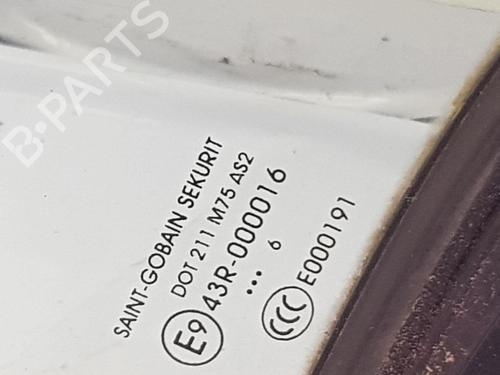 B-PARTS
SAINT-GOBAIN SEKURIT
DOT 211 M75 AS2
E9 43R-000016
... 6
CCC E000191